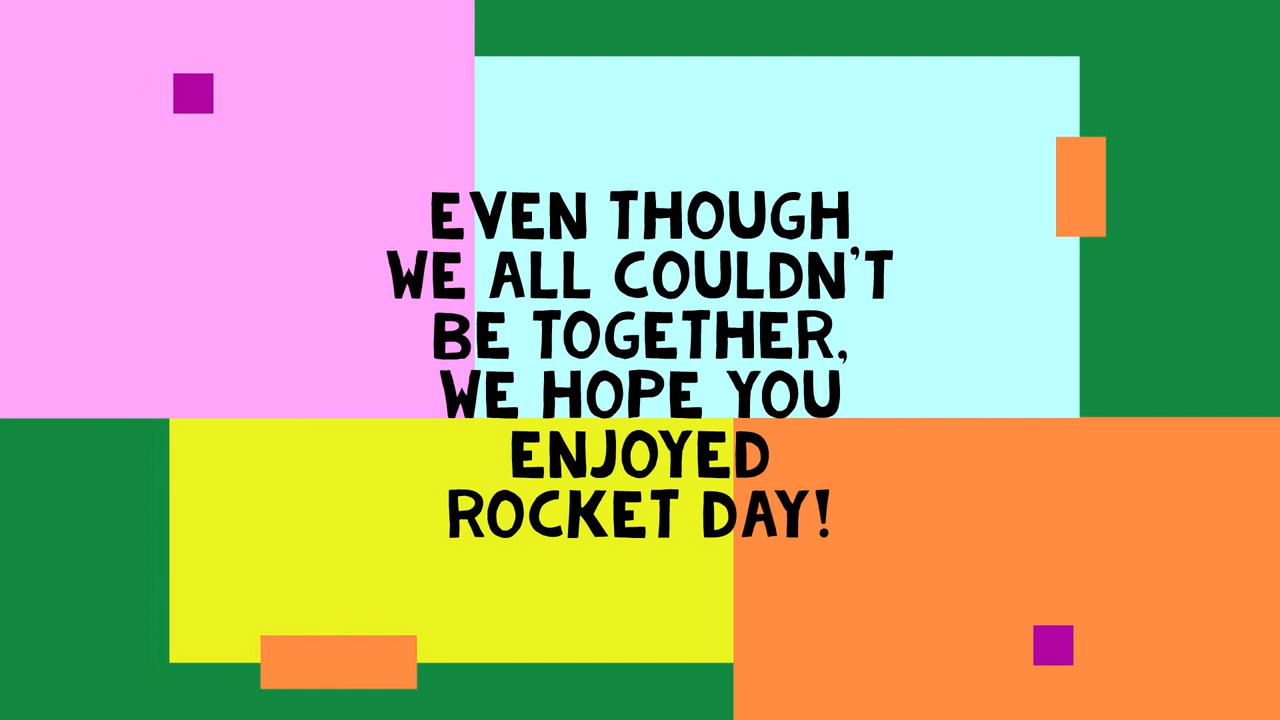 EVEN THOUGH
WE ALL COULDN'T
BE TOGETHER,
WE HOPE YOU
ENJOYED
ROCKET DAY!